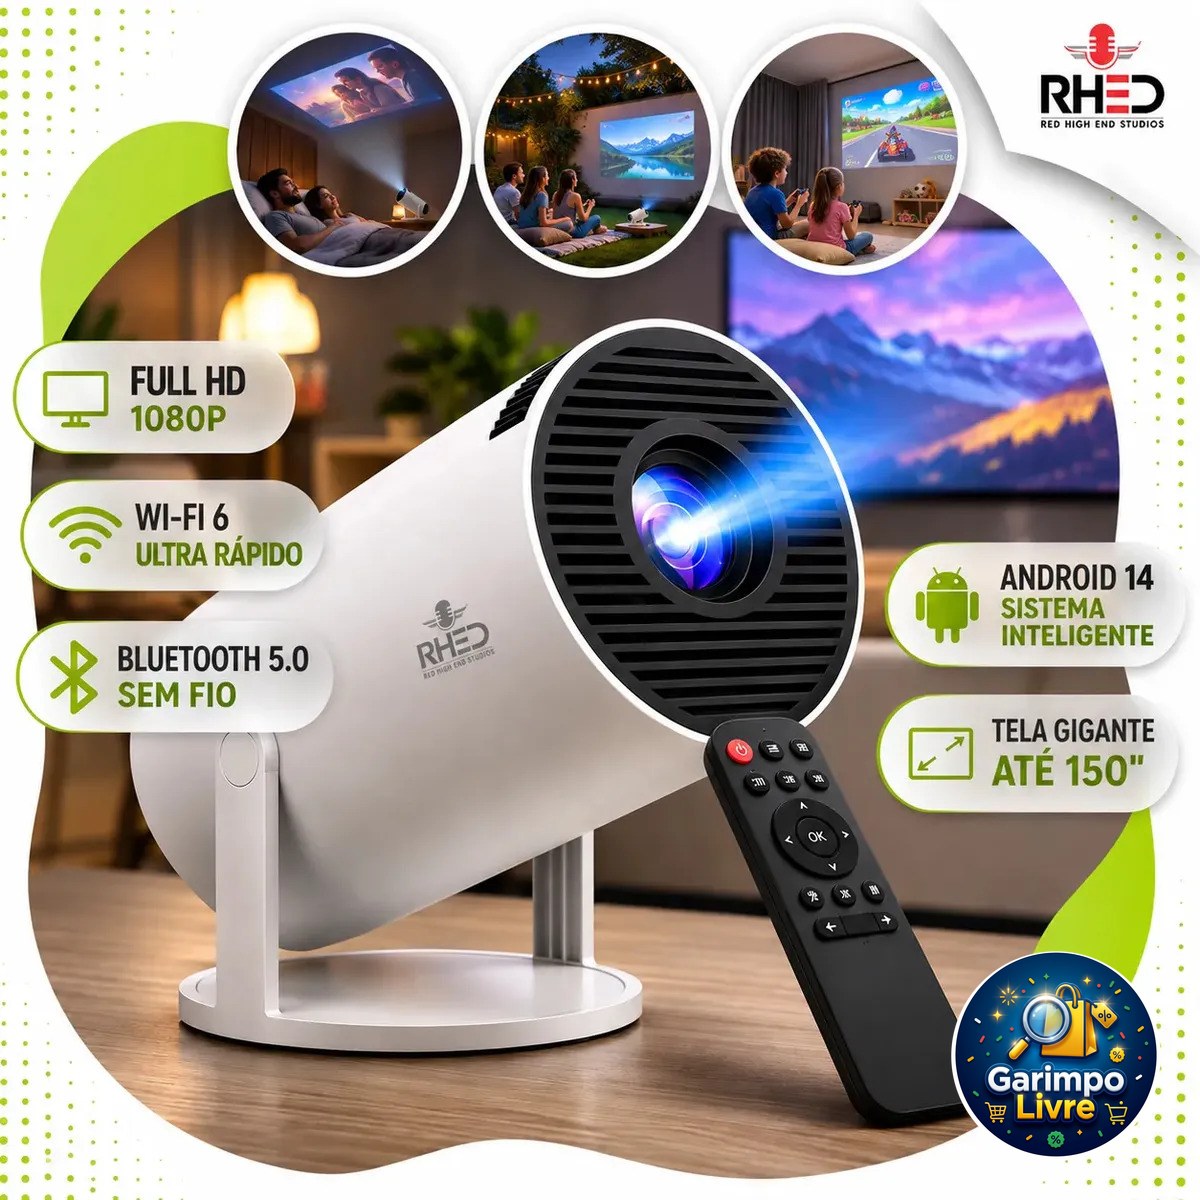 RHED
RED HIGH END STUDIOS
FULL HD
1080P
WI-FI 6
ULTRA RÁPIDO
BLUETOOTH 5.0
SEM FIO
RHED
RED HIGH END STUDIOS
ANDROID 14
SISTEMA
INTELIGENTE
TELA GIGANTE
ATÉ 150"
OK
Garimpo
Livre